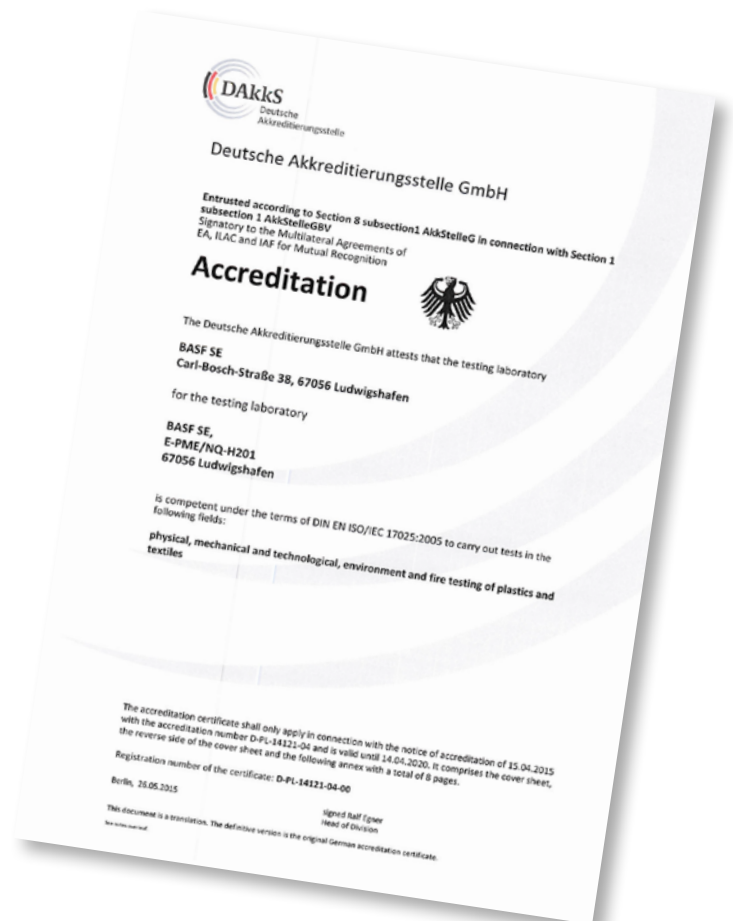 DAkkS
Deutsche
Akkreditierungsstelle
Deutsche Akkreditierungsstelle GmbH
Entrusted according to Section 8 subsection1 AkkStelleG in connection with Section 1
subsection 1 AkkStelleGBV
Signatory to the Multilateral Agreements of
EA, ILAC and IAF for Mutual Recognition
Accreditation
The Deutsche Akkreditierungsstelle GmbH attests that the testing laboratory
BASF SE
Carl-Bosch-Straße 38, 67056 Ludwigshafen
for the testing laboratory
BASF SE,
E-PME/NQ-H201
67056 Ludwigshafen
is competent under the terms of DIN EN ISO/IEC 17025:2005 to carry out tests in the
following fields:
physical, mechanical and technological, environment and fire testing of plastics and
textiles
The accreditation certificate shall only apply in connection with the notice of accreditation of 15.04.2015
with the accreditation number D-PL-14121-04 and is valid until 14.04.2020. It comprises the cover sheet,
the reverse side of the cover sheet and the following annex with a total of 8 pages.
Registration number of the certificate: D-PL-14121-04-00
Berlin, 26.05.2015
signed Ralf Egner
Head of Division
This document is a translation. The definitive version is the original German accreditation certificate.